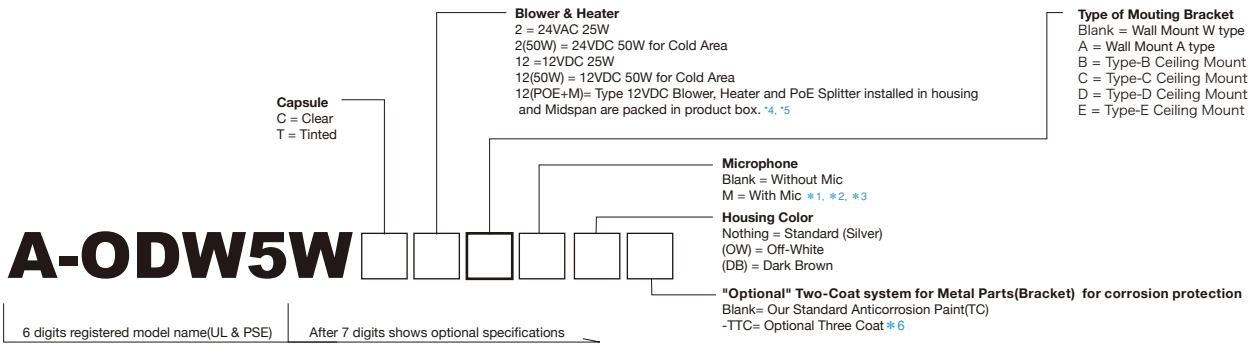 Blower & Heater
2 = 24VAC 25W
2(50W) = 24VDC 50W for Cold Area
12 =12VDC 25W
12(50W) = 12VDC 50W for Cold Area
12(POE+M)= Type 12VDC Blower, Heater and PoE Splitter installed in housing
and Midspan are packed in product box. *4, *5
Type of Mouting Bracket
Blank = Wall Mount W type
A = Wall Mount A type
B = Type-B Ceiling Mount
C = Type-C Ceiling Mount
D = Type-D Ceiling Mount
E = Type-E Ceiling Mount
Capsule
C = Clear
T = Tinted
Microphone
Blank = Without Mic
M = With Mic *1, *2, *3
Housing Color
Nothing = Standard (Silver)
(OW) = Off-White
(DB) = Dark Brown
A-ODW5W
"Optional" Two-Coat system for Metal Parts(Bracket) for corrosion protection
Blank= Our Standard Anticorrosion Paint(TC)
-TTC= Optional Three Coat *6
6 digits registered model name(UL & PSE)
After 7 digits shows optional specifications